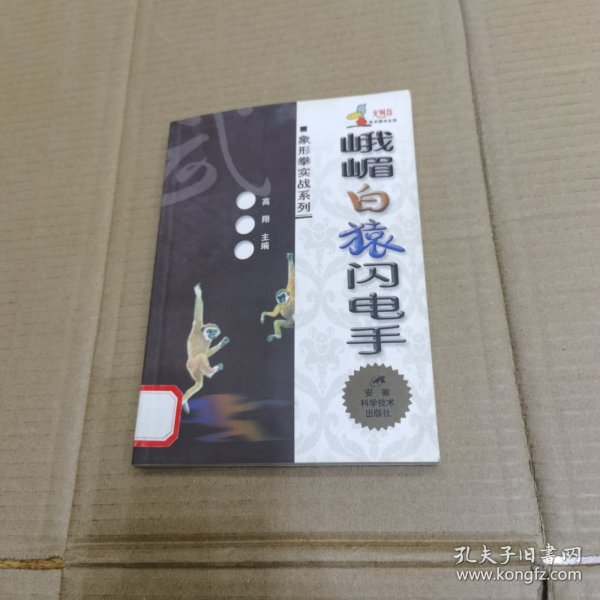 峨嵋白猿闪电手
象形拳实战系列
高翔 主编
武
安徽
科学技术
出版社
孔夫子旧书网
www.kongfz.com